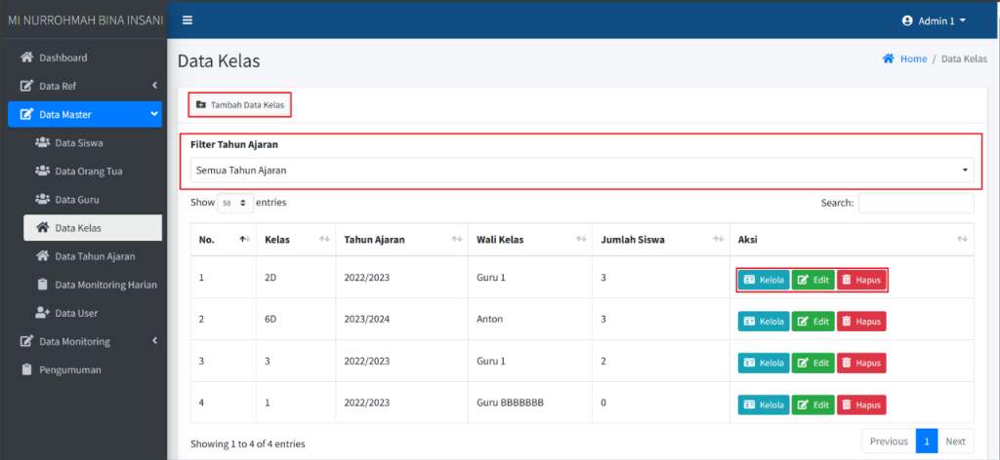 MI NURROHMAH BINA INSANI
Admin 1
Dashboard
Data Ref
Data Master
Data Siswa
Data Orang Tua
Data Guru
Data Kelas
Data Tahun Ajaran
Data Monitoring Harian
Data User
Data Monitoring
Pengumuman
Data Kelas
Home / Data Kelas
Tambah Data Kelas
Filter Tahun Ajaran
Semua Tahun Ajaran
Show 50 entries
Search:
No. Kelas Tahun Ajaran Wali Kelas Jumlah Siswa Aksi
1 2D 2022/2023 Guru 1 3 Kelola Edit Hapus
2 6D 2023/2024 Anton 3 Kelola Edit Hapus
3 3 2022/2023 Guru 1 2 Kelola Edit Hapus
4 1 2022/2023 Guru BBBBBBB 0 Kelola Edit Hapus
Showing 1 to 4 of 4 entries
Previous 1 Next